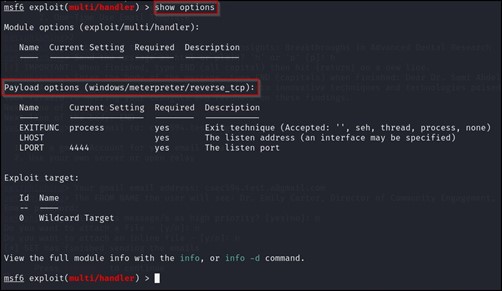 msf6 exploit(multi/handler) > show options
Module options (exploit/multi/handler):
Name Current Setting Required Description
Payload options (windows/meterpreter/reverse_tcp):
Name Current Setting Required Description
EXITFUNC process yes Exit technique (Accepted: '', seh, thread, process, none)
LHOST yes The listen address (an interface may be specified)
LPORT 4444 yes The listen port
Exploit target:
Id Name
-- ----
0 Wildcard Target
View the full module info with the info, or info -d command.
msf6 exploit(multi/handler) >